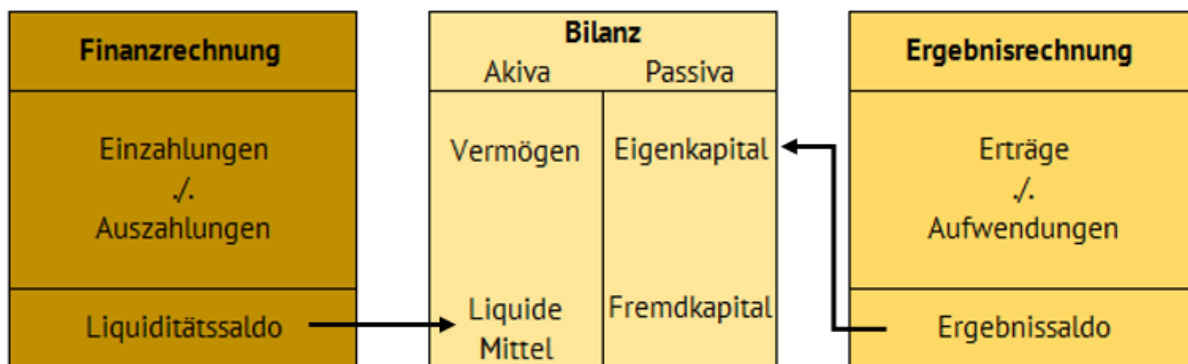 Finanzrechnung
Einzahlungen
./.
Auszahlungen
Liquiditätssaldo
Bilanz
Akiva Passiva
Vermögen Eigenkapital
Liquide Fremdkapital
Mittel
Ergebnisrechnung
Erträge
./.
Aufwendungen
Ergebnissaldo